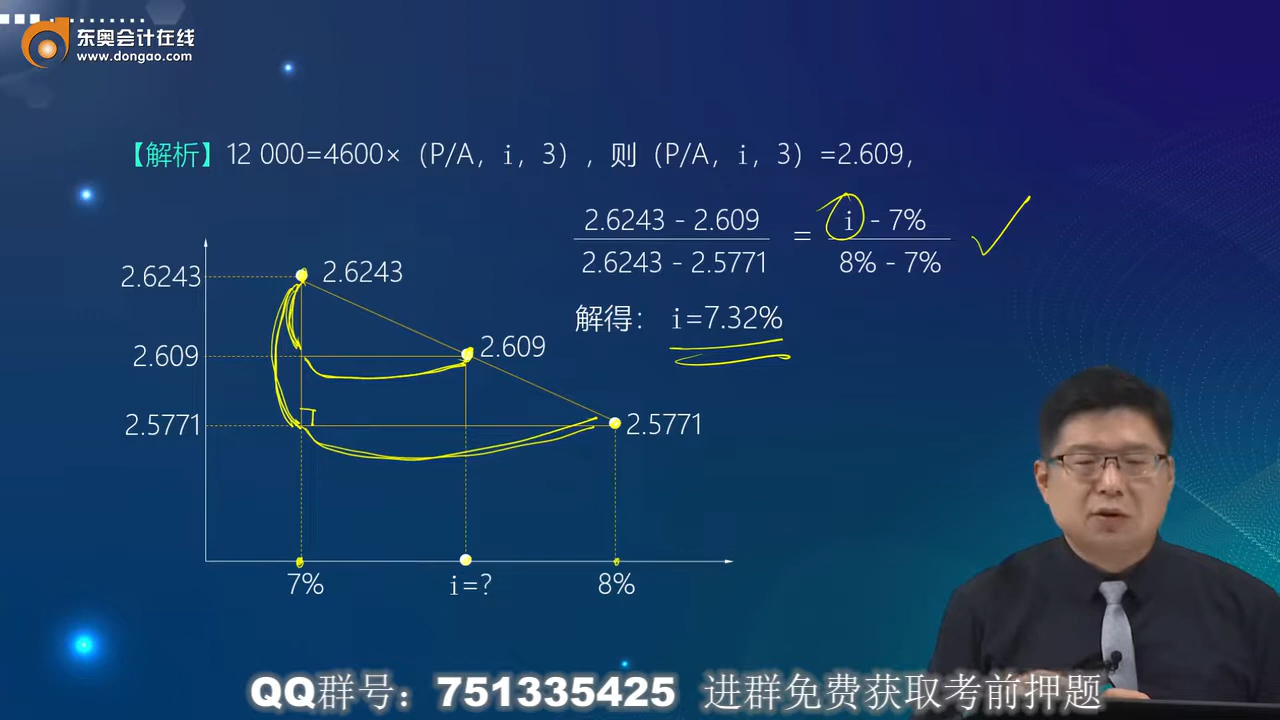 东奥会计在线
www.dongao.com
【解析】12 000=4600×（P/A，i，3），则（P/A，i，3）=2.609，
2.6243 - 2.609
2.6243 - 2.5771
=
i - 7%
8% - 7%
解得： i=7.32%
2.6243
2.6243
2.609
2.609
2.5771
2.5771
7%
i=?
8%
QQ群号：751335425 进群免费获取考前押题